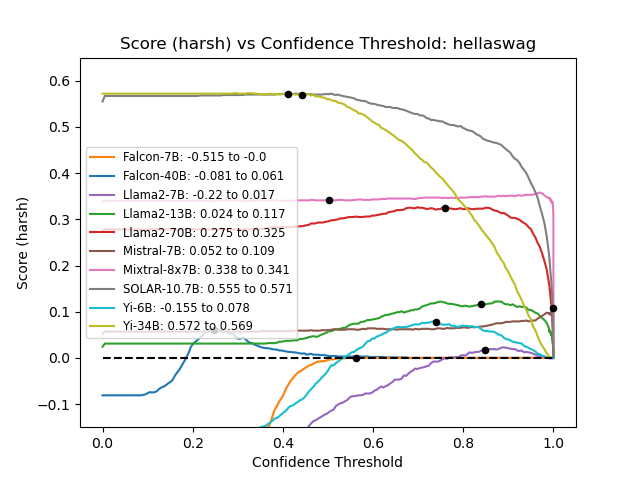 Score (harsh) vs Confidence Threshold: hellaswag
Score (harsh)
0.6
0.5
0.4
0.3
0.2
0.1
0.0
−0.1
Falcon-7B: -0.515 to -0.0
Falcon-40B: -0.081 to 0.061
Llama2-7B: -0.22 to 0.017
Llama2-13B: 0.024 to 0.117
Llama2-70B: 0.275 to 0.325
Mistral-7B: 0.052 to 0.109
Mixtral-8x7B: 0.338 to 0.341
SOLAR-10.7B: 0.555 to 0.571
Yi-6B: -0.155 to 0.078
Yi-34B: 0.572 to 0.569
0.0 0.2 0.4 0.6 0.8 1.0
Confidence Threshold